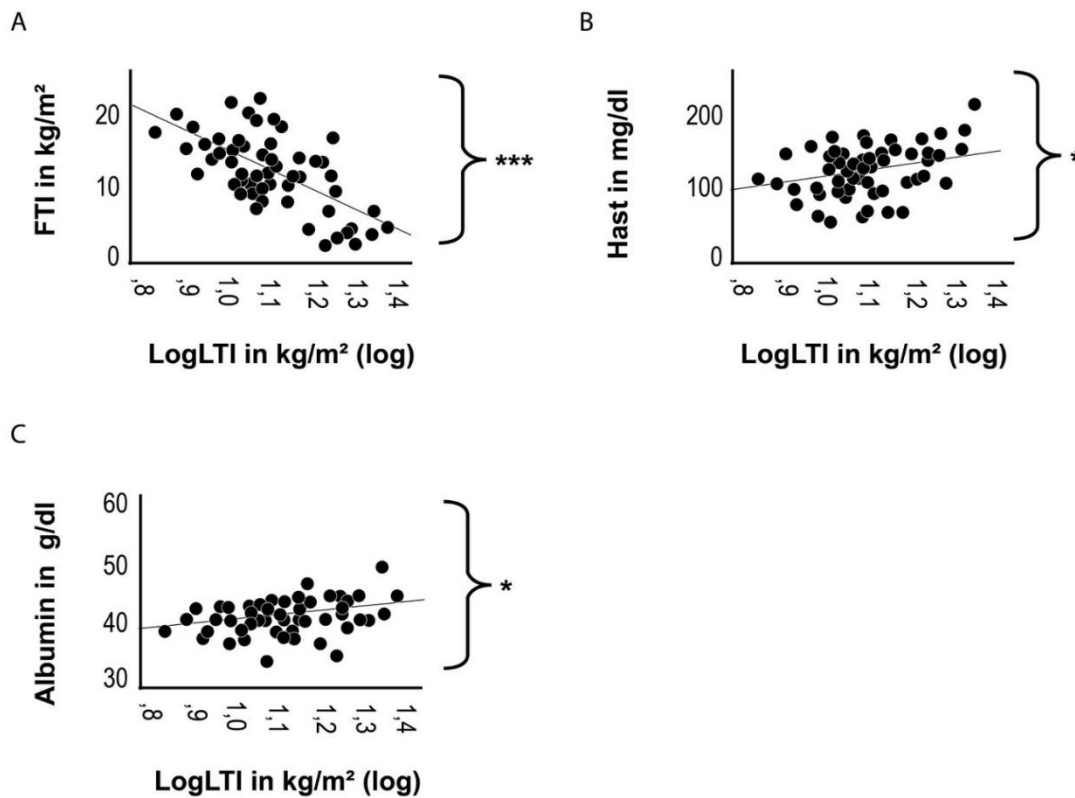 A
FTI in kg/m²
20
10
0
,8 ,9 1,0 1,1 1,2 1,3 1,4
LogLTI in kg/m² (log)
***
B
Hast in mg/dl
200
100
0
,8 ,9 1,0 1,1 1,2 1,3 1,4
LogLTI in kg/m² (log)
*
C
Albumin in g/dl
60
50
40
30
,8 ,9 1,0 1,1 1,2 1,3 1,4
LogLTI in kg/m² (log)
*